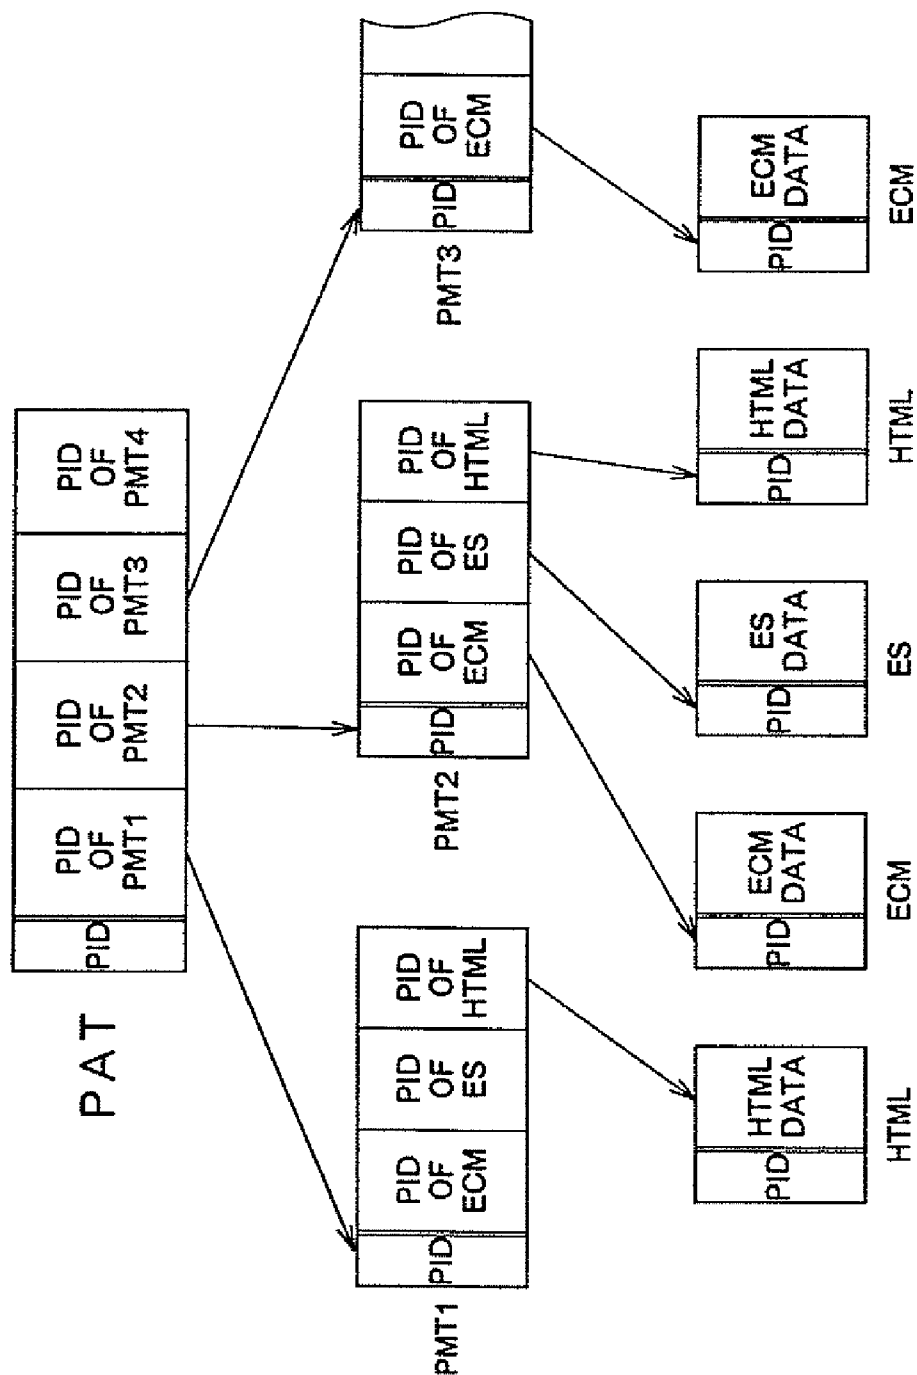 PAT
PID
PID
OF
PMT1
PID
OF
PMT2
PID
OF
PMT3
PID
OF
PMT4
PMT1
PID
PID
OF
ECM
PID
OF
ES
PID
OF
HTML
PMT2
PID
PID
OF
ECM
PID
OF
ES
PID
OF
HTML
PMT3
PID
PID
OF
ECM
PID
HTML
DATA
HTML
PID
ECM
DATA
ECM
PID
ES
DATA
ES
PID
HTML
DATA
HTML
PID
ECM
DATA
ECM